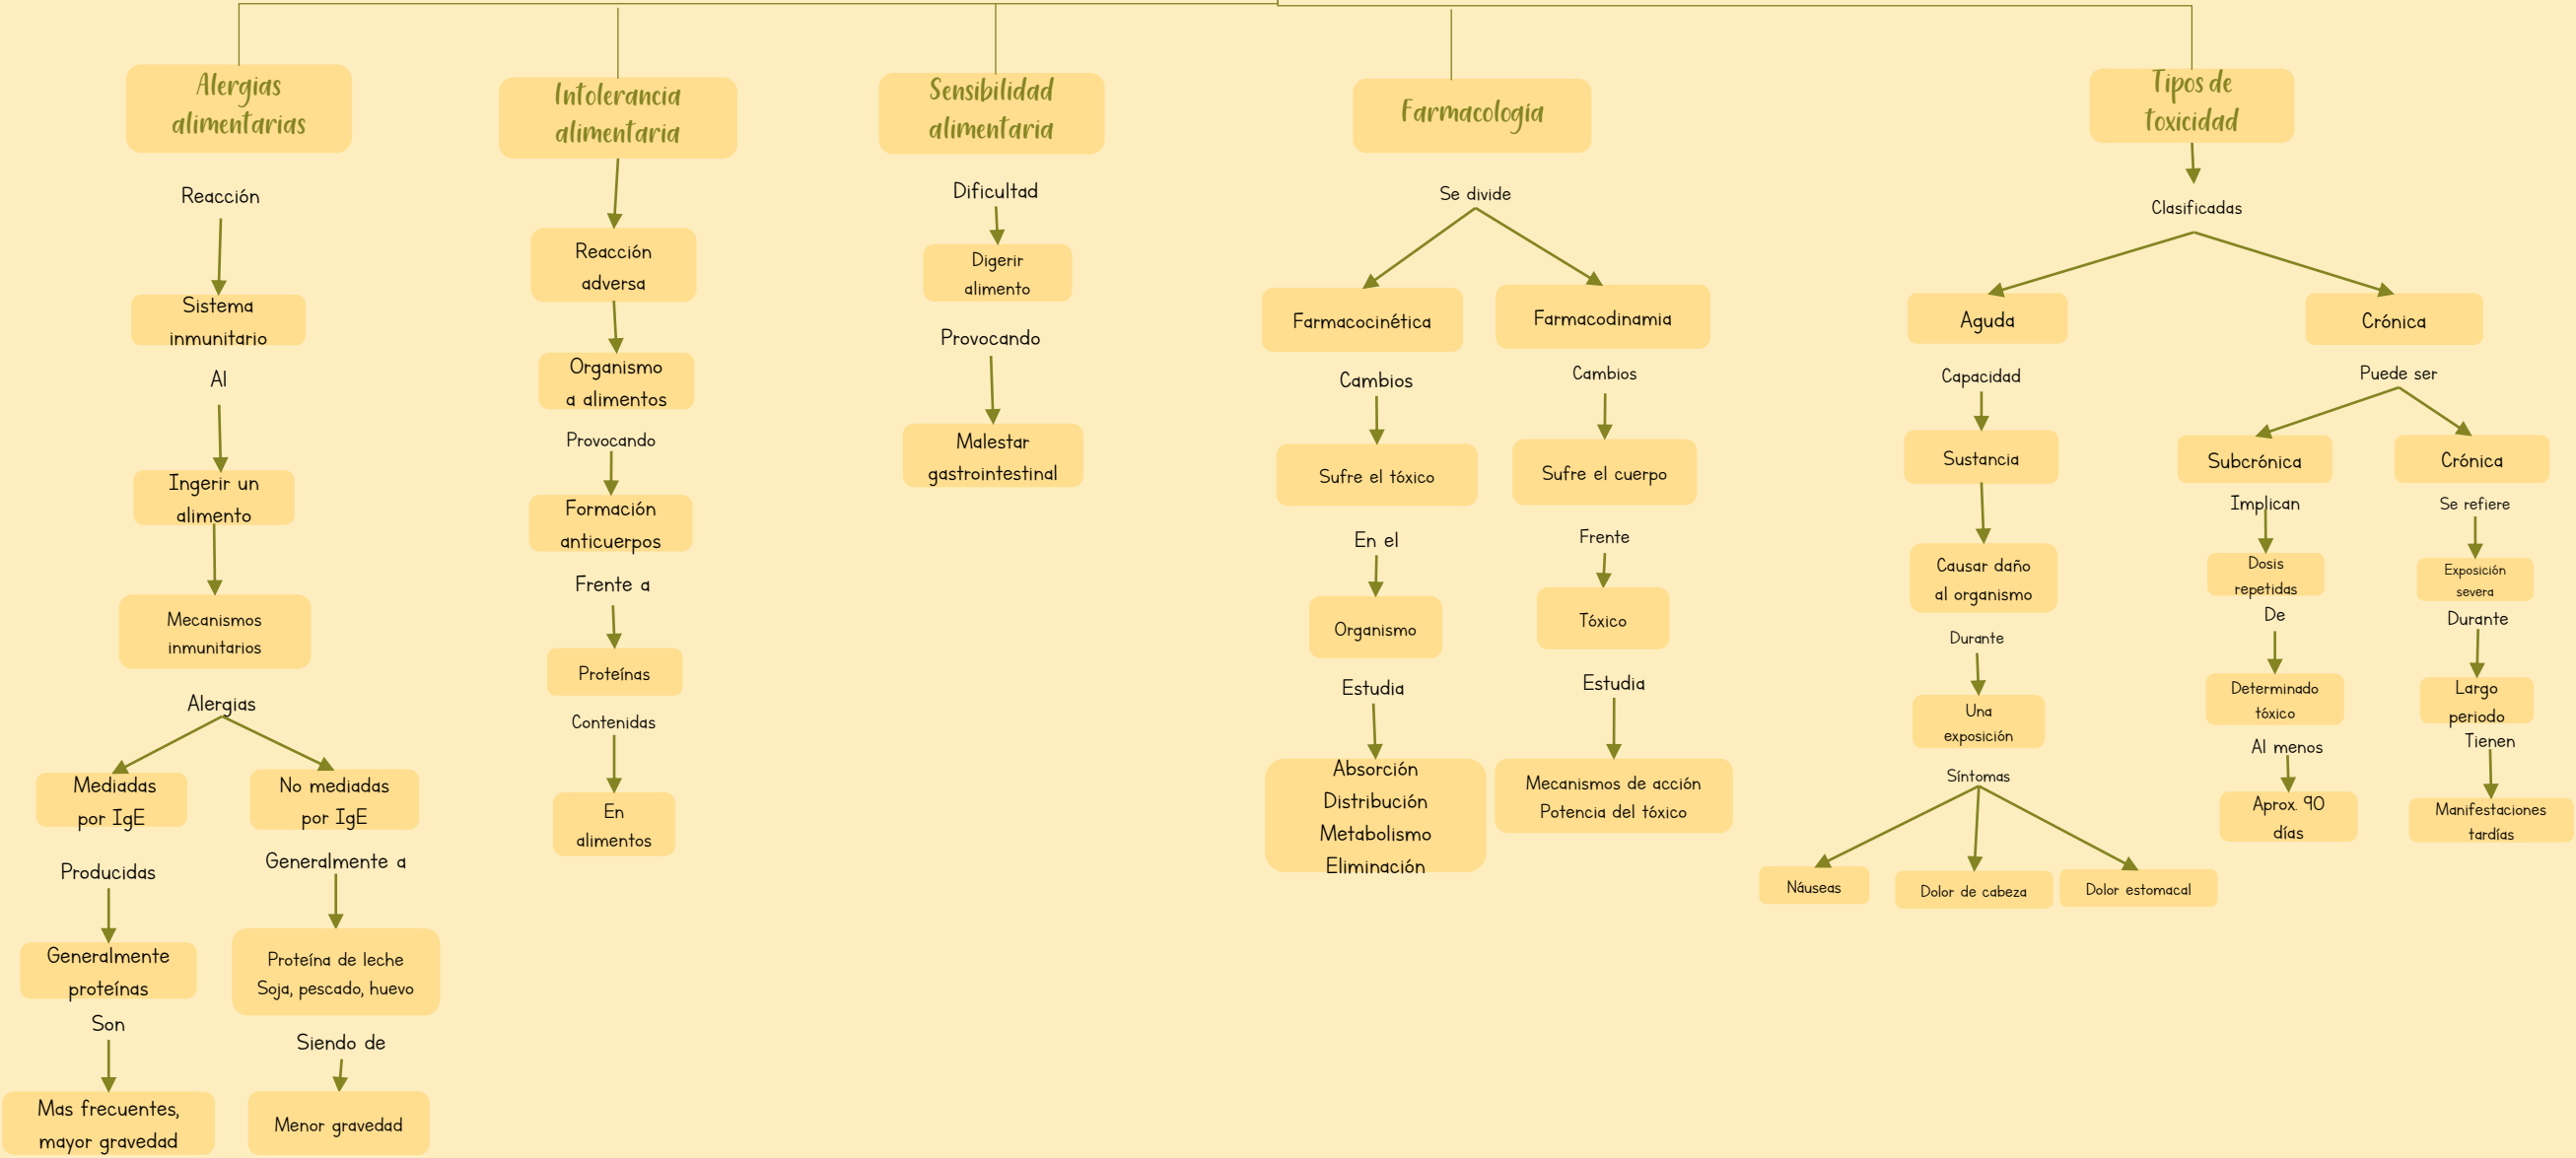 Alergias
alimentarias
Reacción
Sistema
inmunitario
Al
Ingerir un
alimento
Mecanismos
inmunitarios
Alergias
Mediadas
por IgE
Producidas
Generalmente
proteínas
Son
Mas frecuentes,
mayor gravedad
No mediadas
por IgE
Generalmente a
Proteína de leche
Soja, pescado, huevo
Siendo de
Menor gravedad
Intolerancia
alimentaria
Reacción
adversa
Organismo
a alimentos
Provocando
Formación
anticuerpos
Frente a
Proteínas
Contenidas
En
alimentos
Sensibilidad
alimentaria
Dificultad
Digerir
alimento
Provocando
Malestar
gastrointestinal
Farmacología
Se divide
Farmacocinética
Cambios
Sufre el tóxico
En el
Organismo
Estudia
Absorción
Distribución
Metabolismo
Eliminación
Farmacodinamia
Cambios
Sufre el cuerpo
Frente
Tóxico
Estudia
Mecanismos de acción
Potencia del tóxico
Tipos de
toxicidad
Clasificadas
Aguda
Capacidad
Sustancia
Causar daño
al organismo
Durante
Una
exposición
Síntomas
Náuseas
Dolor de cabeza
Dolor estomacal
Crónica
Puede ser
Subcrónica
Implican
Dosis
repetidas
De
Determinado
tóxico
Al menos
Aprox. 90
días
Crónica
Se refiere
Exposición
severa
Durante
Largo
periodo
Tienen
Manifestaciones
tardías